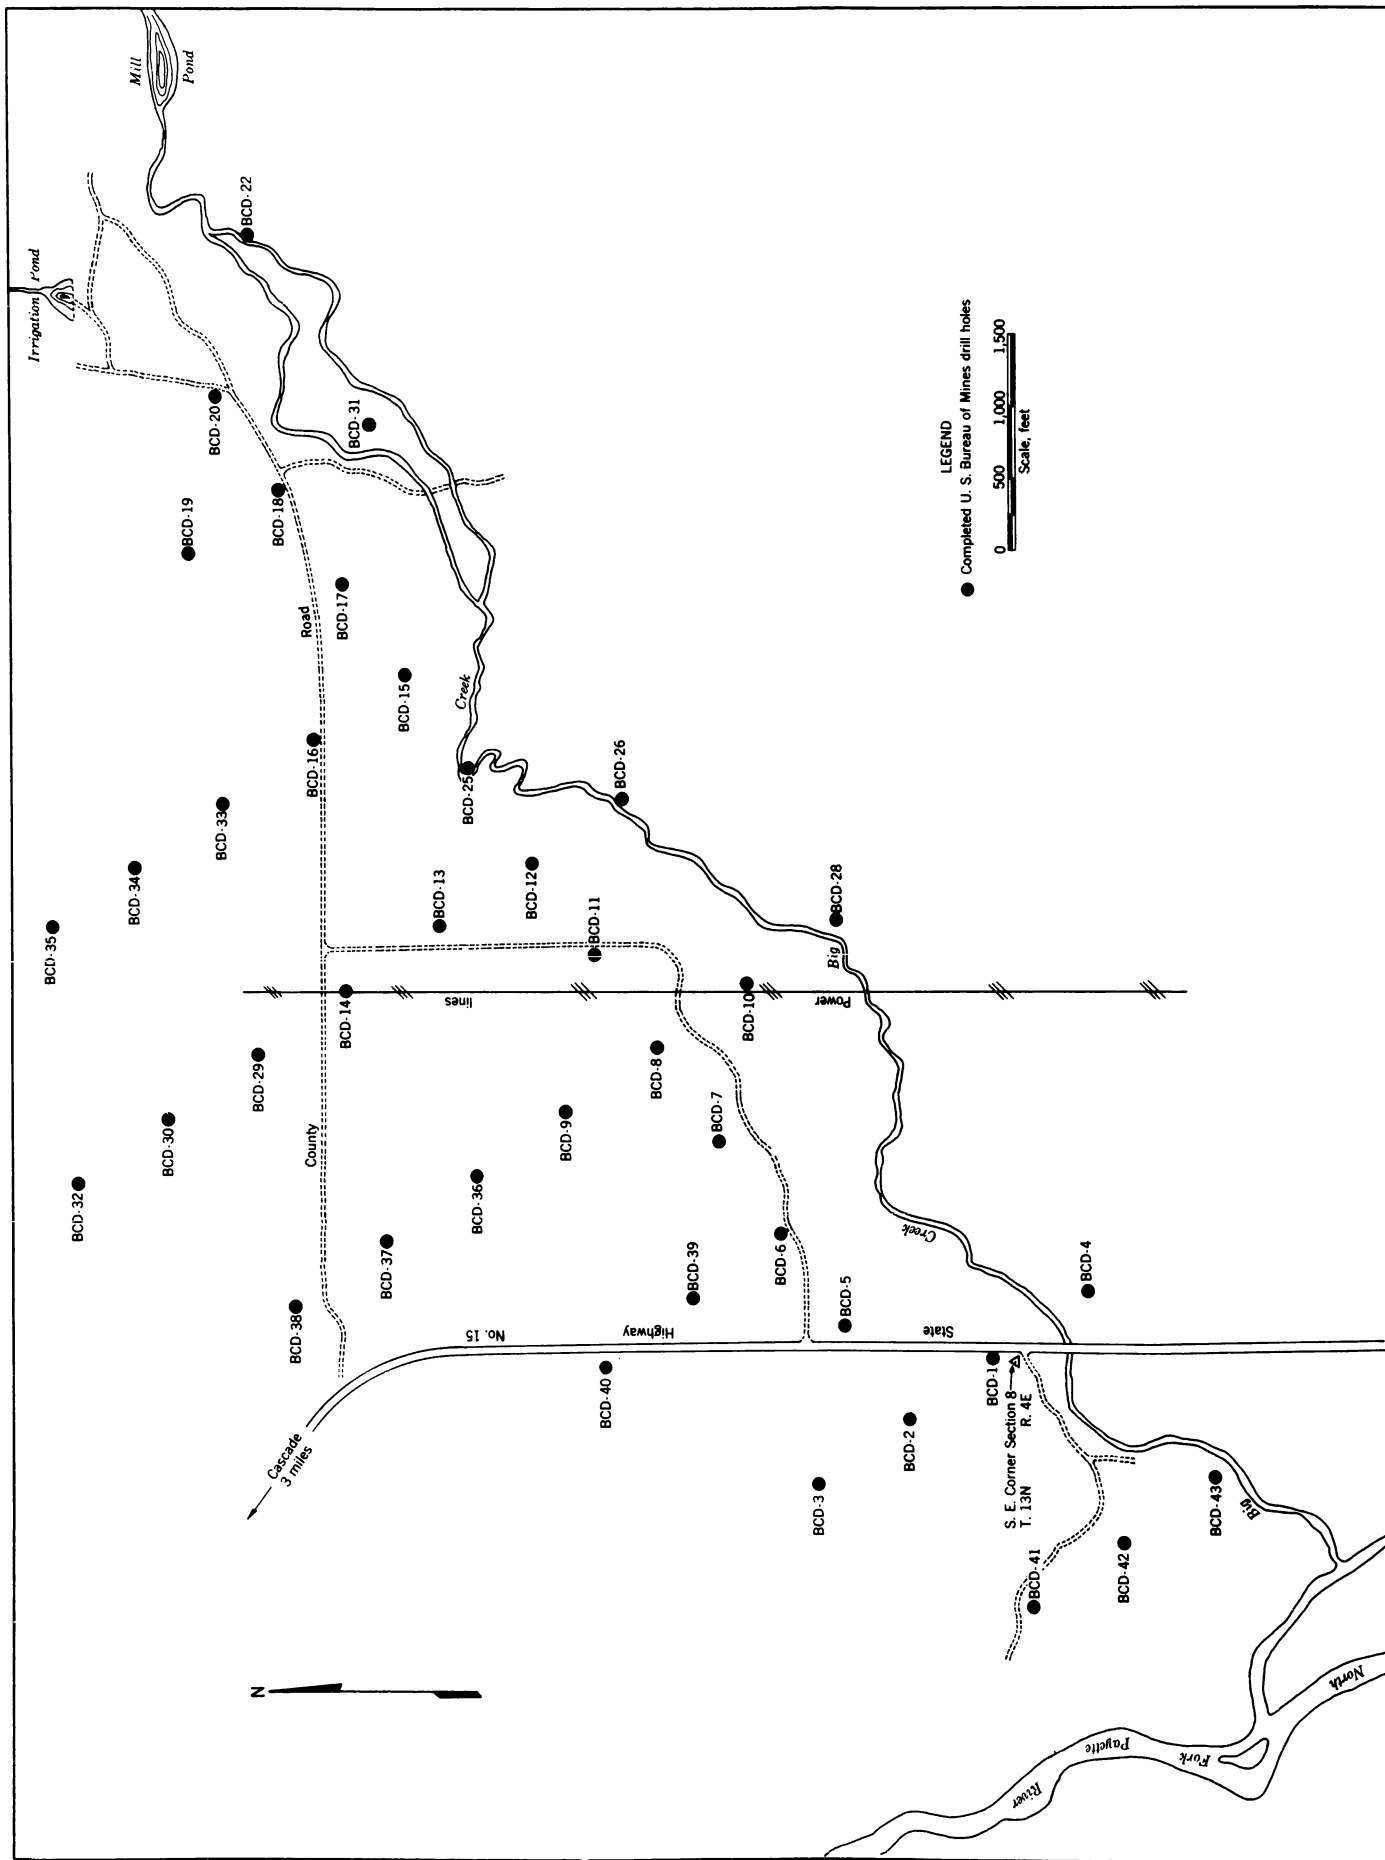 Mill
Pond
Irrigation Pond
BCD-22
BCD-20
BCD-31
BCD-19
BCD-18
BCD-17
Road
BCD-15
Creek
BCD-16
BCD-25
BCD-26
BCD-33
BCD-34
BCD-35
BCD-13
BCD-12
BCD-11
BCD-28
Big
BCD-14
lines
BCD-10
Power
BCD-29
BCD-8
BCD-30
County
BCD-9
BCD-7
BCD-32
BCD-36
BCD-37
BCD-39
BCD-6
Creek
BCD-4
BCD-38
BCD-5
No. 15
Highway
State
BCD-40
BCD-1
BCD-2
S. E. Corner Section 8
T. 13N R. 4E
Cascade
3 miles
BCD-3
BCD-43
Big
BCD-41
BCD-42
N
North
Fork
Payette
River
LEGEND
Completed U. S. Bureau of Mines drill holes
0 500 1,000 1,500
Scale, feet